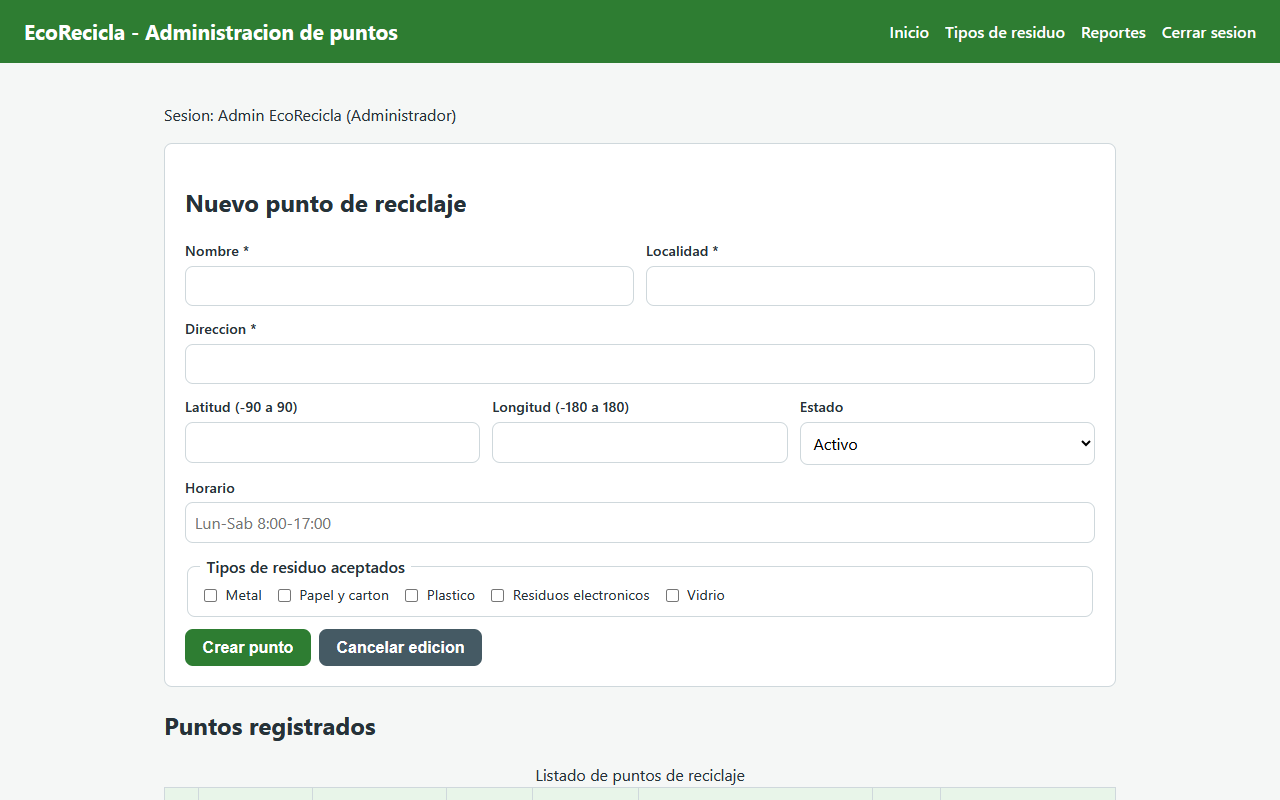 EcoRecicla - Administracion de puntos
Inicio Tipos de residuo Reportes Cerrar sesion
Sesion: Admin EcoRecicla (Administrador)
Nuevo punto de reciclaje
Nombre * Localidad *
Direccion *
Latitud (-90 a 90) Longitud (-180 a 180) Estado
Activo
Horario
Lun-Sab 8:00-17:00
Tipos de residuo aceptados
Metal Papel y carton Plastico Residuos electronicos Vidrio
Crear punto Cancelar edicion
Puntos registrados
Listado de puntos de reciclaje